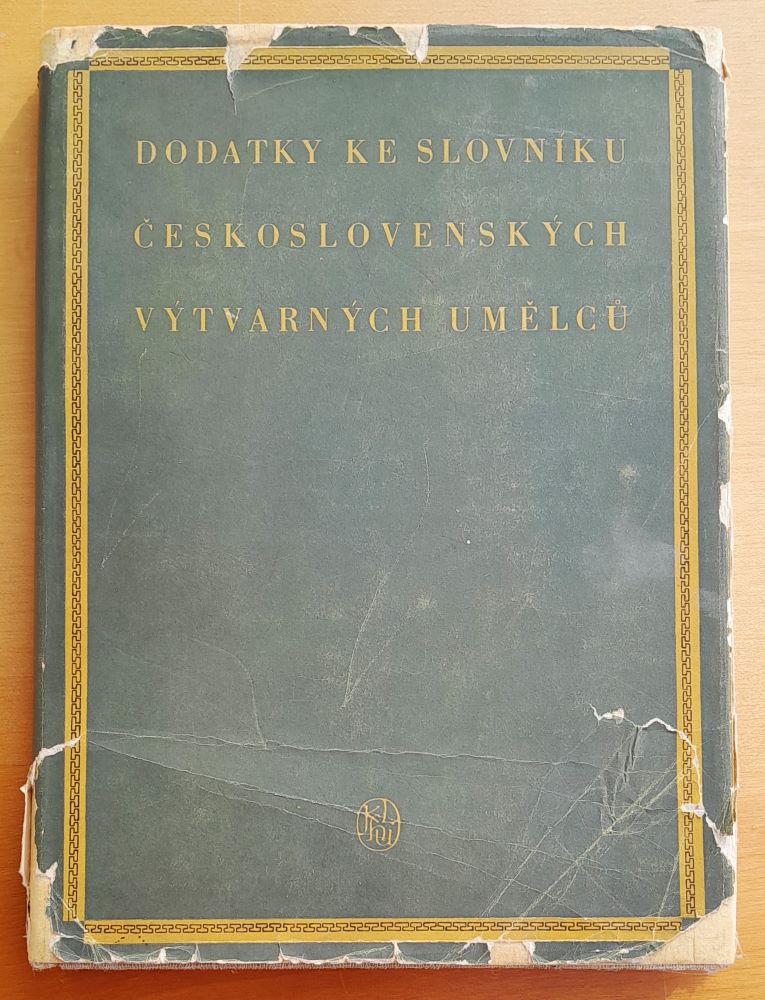 DODATKY KE SLOVNÍKU
ČESKOSLOVENSKÝCH
VÝTVARNÝCH UMĚLCŮ